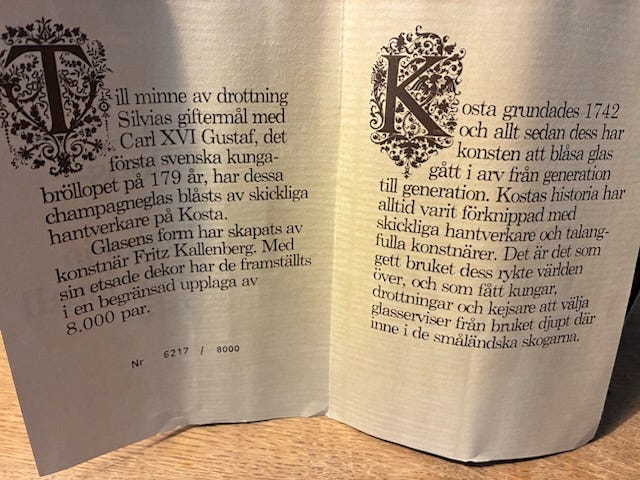 Till minne av drottning
Silvias giftermål med
Carl XVI Gustaf, det
första svenska kunga-
bröllopet på 179 år, har dessa
champagneglas blåsts av skickliga
hantverkare på Kosta.
Glasens form har skapats av
konstnär Fritz Kallenberg. Med
sin etsade dekor har de framställts
i en begränsad upplaga av
8.000 par.
Nr 6217 / 8000
Kosta grundades 1742
och allt sedan dess har
konsten att blåsa glas
gått i arv från generation
till generation. Kostas historia har
alltid varit förknippad med
skickliga hantverkare och talang-
fulla konstnärer. Det är det som
gett bruket dess rykte världen
över, och som fått kungar,
drottningar och kejsare att välja
glasserviser från bruket djupt där
inne i de småländska skogarna.